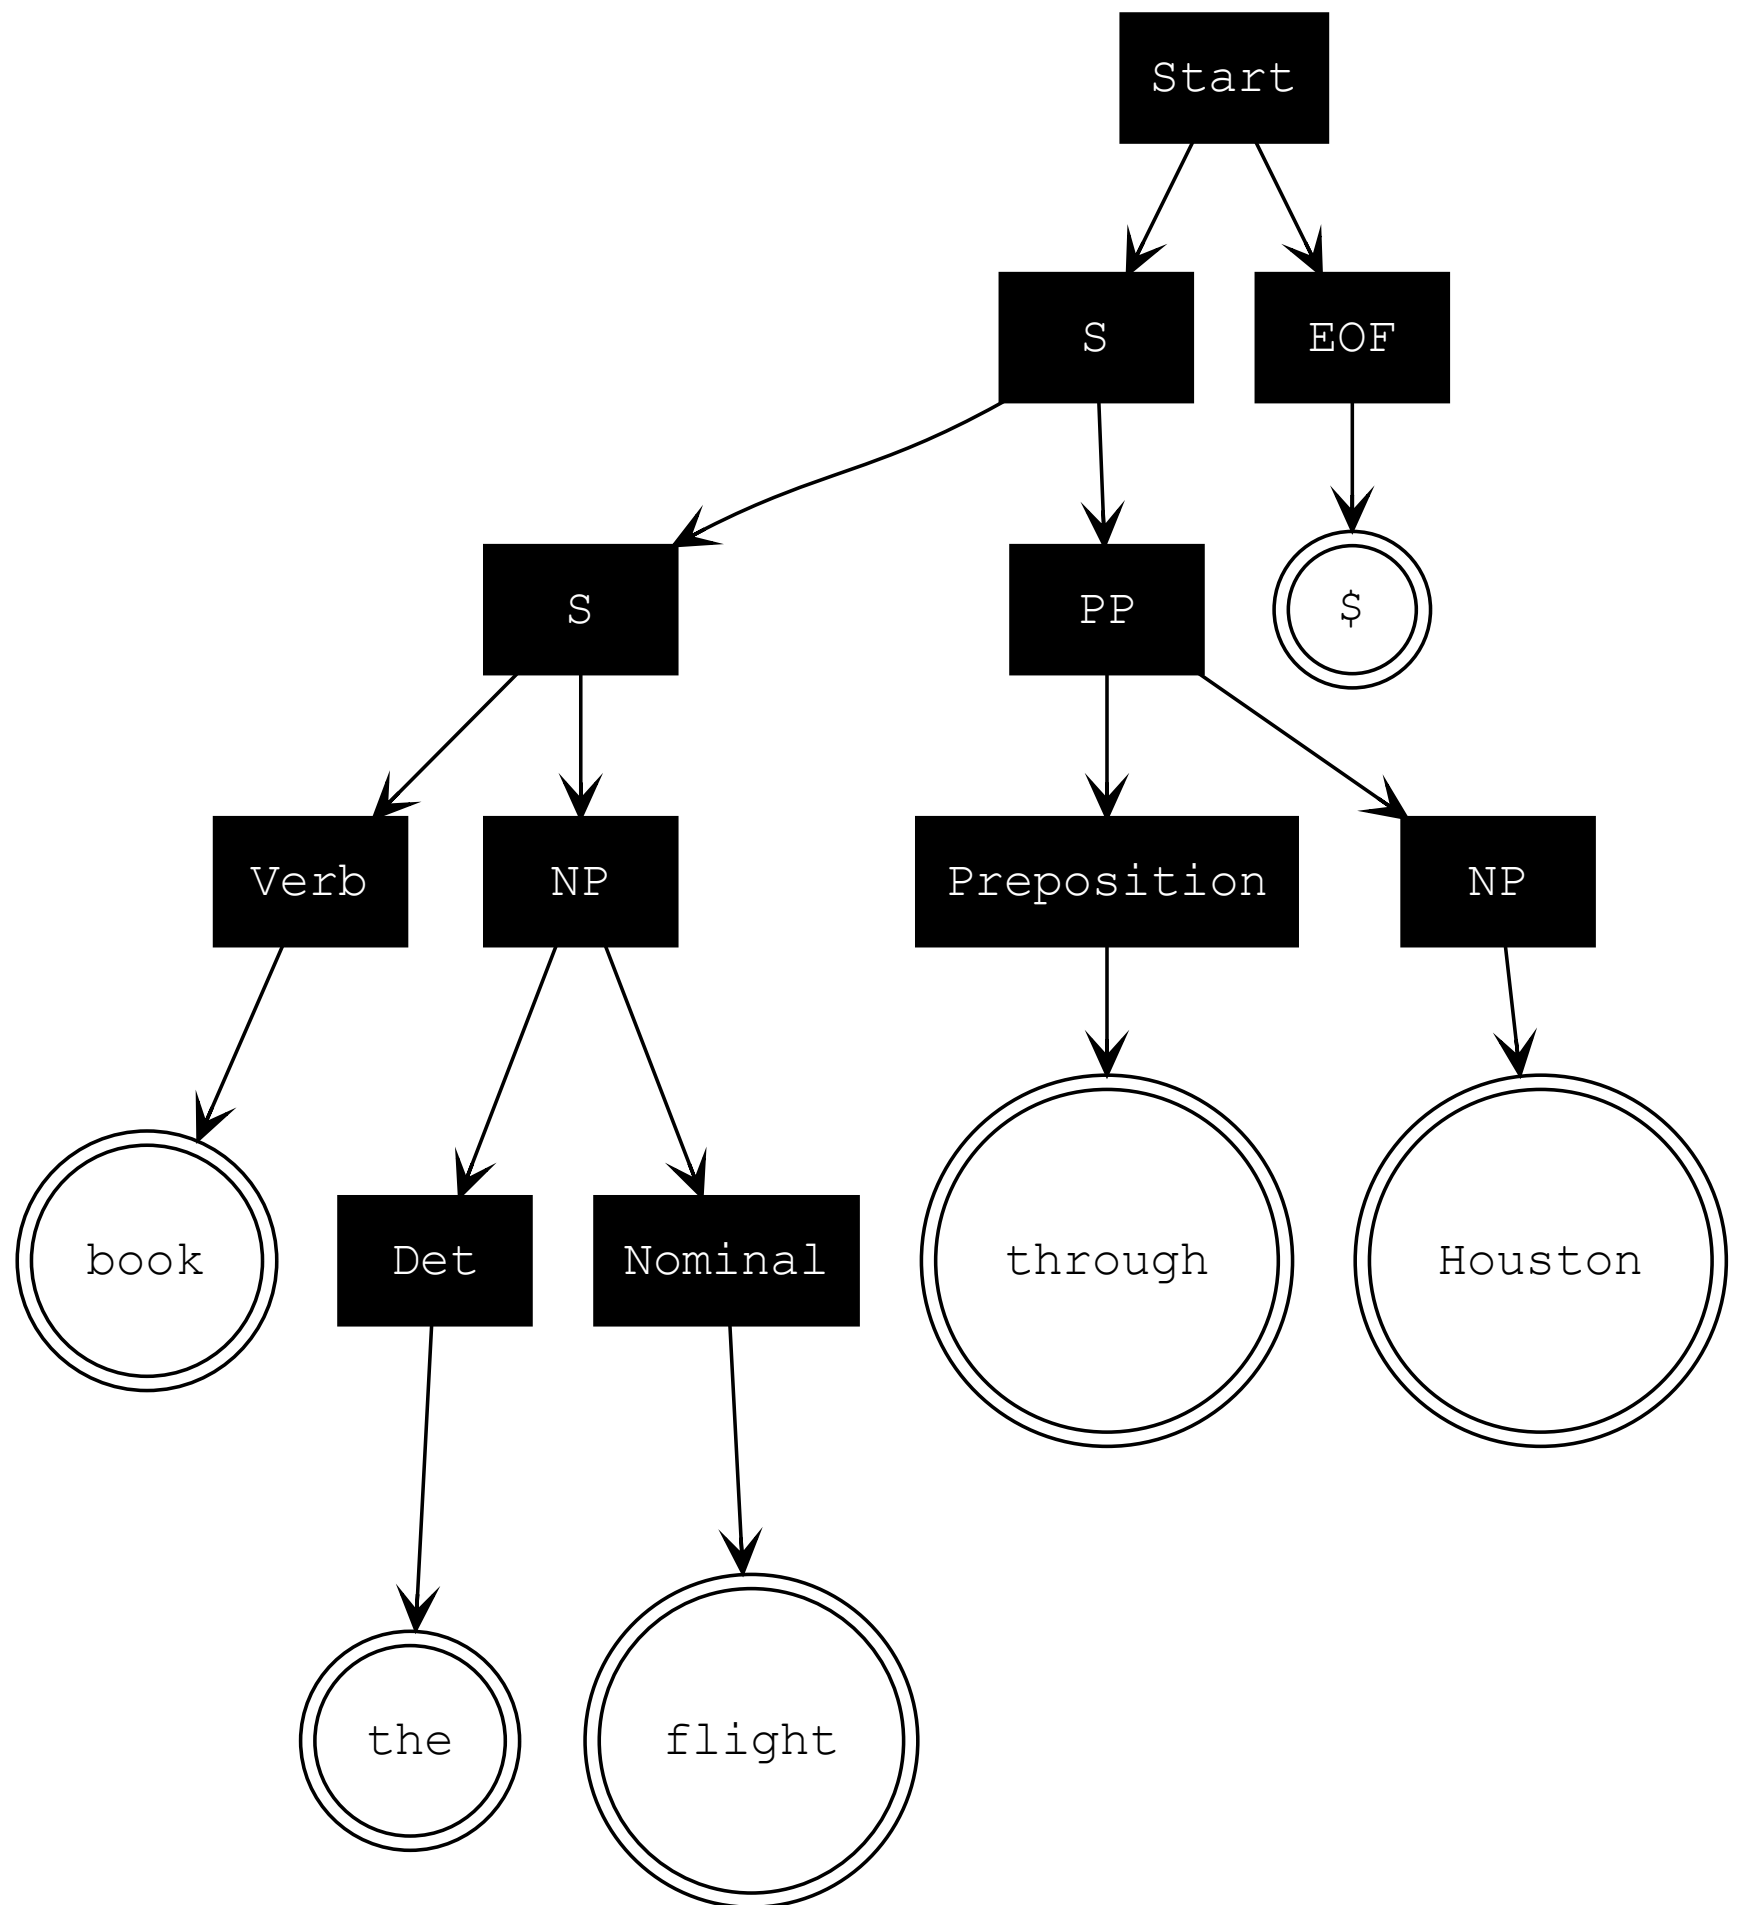 Start
S
EOF
S
PP
$
Verb
NP
Preposition
NP
book
Det
Nominal
through
Houston
the
flight